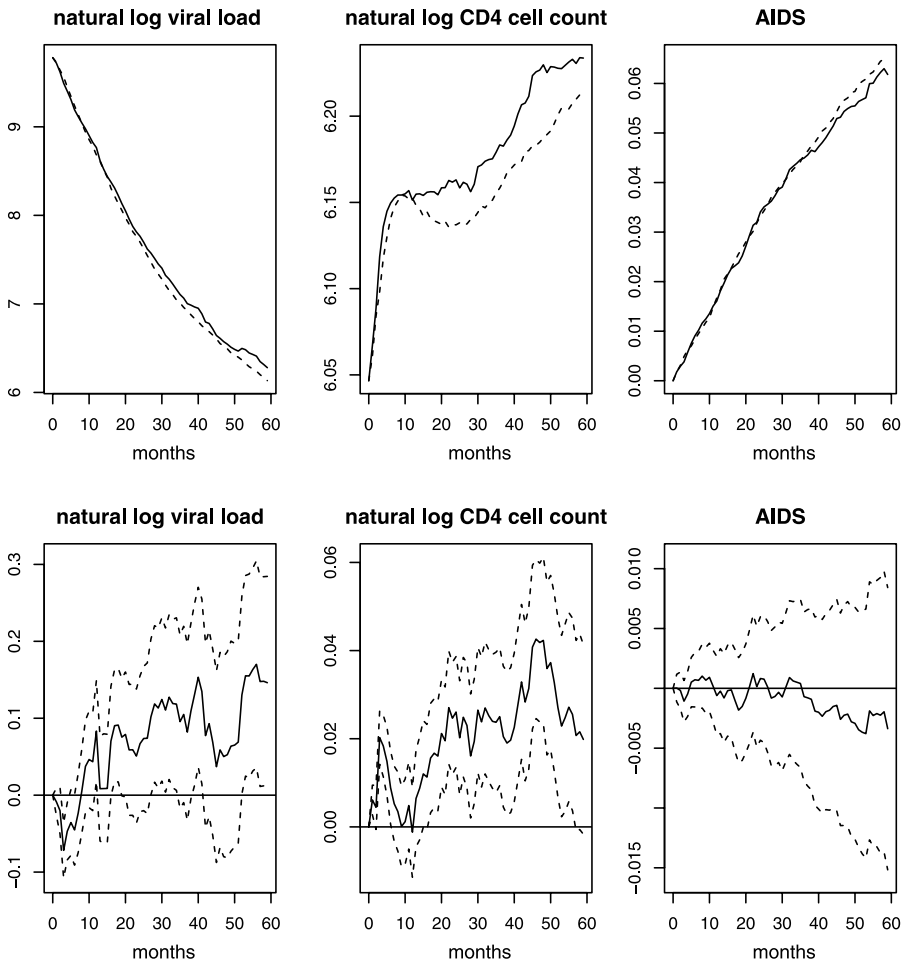 natural log viral load
natural log CD4 cell count
AIDS
9
8
7
6
0 10 20 30 40 50 60
months
6.20
6.15
6.10
6.05
0 10 20 30 40 50 60
months
0.06
0.05
0.04
0.03
0.02
0.01
0.00
0 10 20 30 40 50 60
months
natural log viral load
natural log CD4 cell count
AIDS
0.3
0.2
0.1
0.0
−0.1
0 10 20 30 40 50 60
months
0.06
0.04
0.02
0.00
0 10 20 30 40 50 60
months
0.010
0.005
−0.005
−0.015
0 10 20 30 40 50 60
months